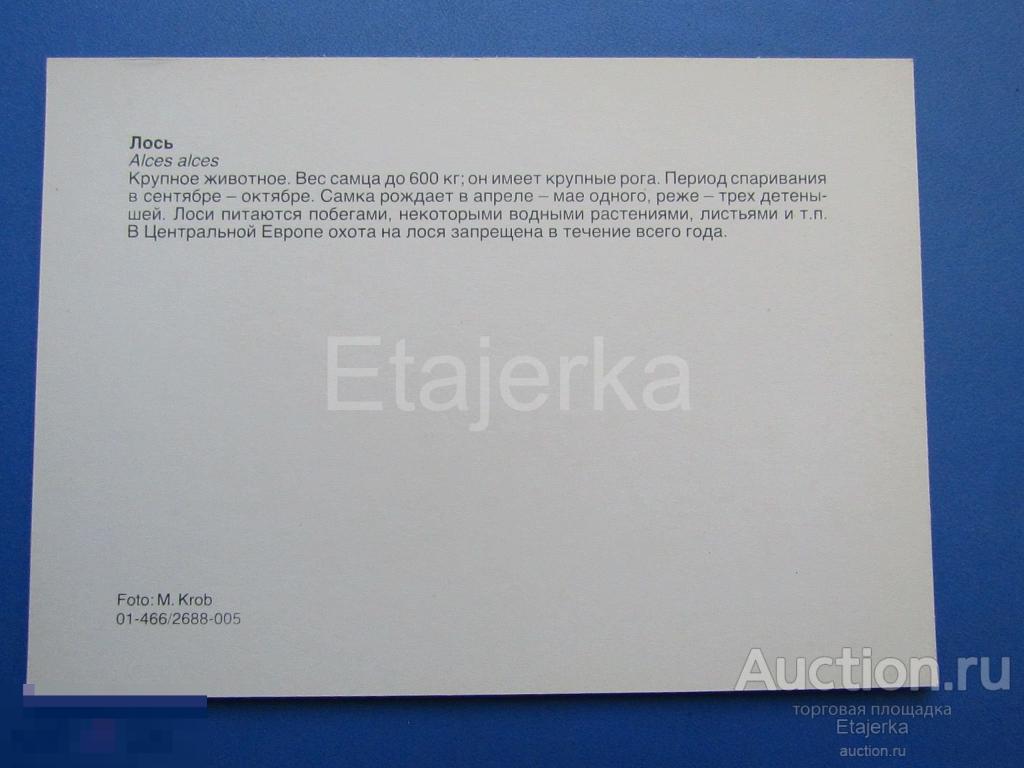 Лось
Alces alces
Крупное животное. Вес самца до 600 кг; он имеет крупные рога. Период спаривания
в сентябре – октябре. Самка рождает в апреле – мае одного, реже – трех детены-
шей. Лоси питаются побегами, некоторыми водными растениями, листьями и т.п.
В Центральной Европе охота на лося запрещена в течение всего года.
Etajerka
Foto: M. Krob
01-466/2688-005
Auction.ru
торговая площадка
Etajerka
auction.ru